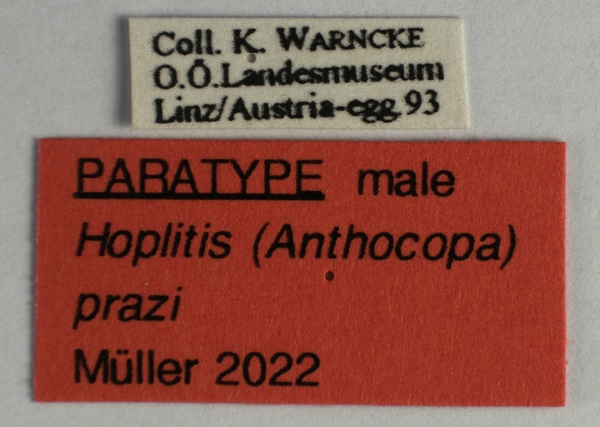 Coll. K. WARNCKE
O.Ö.Landesmuseum
Linz/Austria-egg.93
PARATYPE male
Hoplitis (Anthocopa)
prazi
Müller 2022